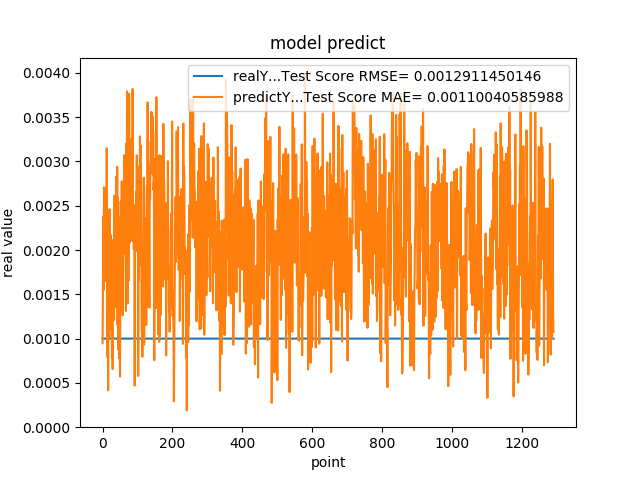 model predict
realY...Test Score RMSE= 0.0012911450146
predictY...Test Score MAE= 0.00110040585988
0.0040
0.0035
0.0030
0.0025
0.0020
0.0015
0.0010
0.0005
0.0000
real value
0 200 400 600 800 1000 1200
point